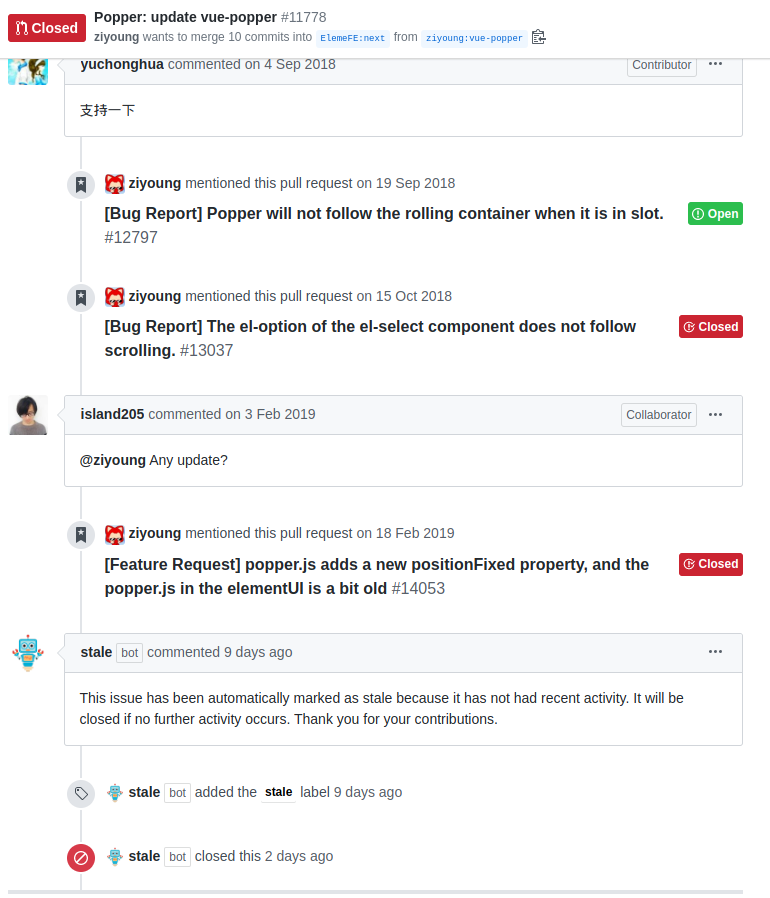 Closed
Popper: update vue-popper #11778
ziyoung wants to merge 10 commits into ElemeFE:next from ziyoung:vue-popper
yuchonghua commented on 4 Sep 2018 Contributor
支持一下
ziyoung mentioned this pull request on 19 Sep 2018
[Bug Report] Popper will not follow the rolling container when it is in slot. Open
#12797
ziyoung mentioned this pull request on 15 Oct 2018
[Bug Report] The el-option of the el-select component does not follow Closed
scrolling. #13037
island205 commented on 3 Feb 2019 Collaborator
@ziyoung Any update?
ziyoung mentioned this pull request on 18 Feb 2019
[Feature Request] popper.js adds a new positionFixed property, and the Closed
popper.js in the elementUI is a bit old #14053
stale bot commented 9 days ago
This issue has been automatically marked as stale because it has not had recent activity. It will be
closed if no further activity occurs. Thank you for your contributions.
stale bot added the stale label 9 days ago
stale bot closed this 2 days ago